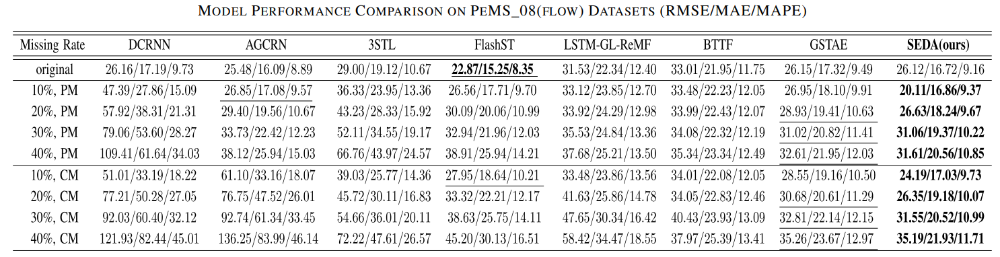 MODEL PERFORMANCE COMPARISON ON PEMS_08(FLOW) DATASETS (RMSE/MAE/MAPE)
Missing Rate DCRNN AGCRN 3STL FlashST LSTM-GL-ReMF BTTF GSTAE SEDA(ours)
original 26.16/17.19/9.73 25.48/16.09/8.89 29.00/19.12/10.67 22.87/15.25/8.35 31.53/22.34/12.40 33.01/21.95/11.75 26.15/17.32/9.49 26.12/16.72/9.16
10%, PM 47.39/27.86/15.09 26.85/17.08/9.57 36.33/23.95/13.36 26.56/17.71/9.70 33.12/23.85/12.70 33.48/22.23/12.05 26.95/18.10/9.91 20.11/16.86/9.37
20%, PM 57.92/38.31/21.31 29.40/19.56/10.67 43.23/28.33/15.92 30.09/20.06/10.99 33.92/24.29/12.98 33.99/22.43/12.07 28.93/19.41/10.63 26.63/18.24/9.67
30%, PM 79.06/53.60/28.27 33.73/22.42/12.23 52.11/34.55/19.17 32.94/21.96/12.03 35.53/24.84/13.36 34.08/22.32/12.19 31.02/20.82/11.41 31.06/19.37/10.22
40%, PM 109.41/61.64/34.03 38.12/25.94/15.03 66.76/43.97/24.57 38.91/25.94/14.21 37.68/25.21/13.50 35.34/23.34/12.49 32.61/21.95/12.03 31.61/20.56/10.85
10%, CM 51.01/33.19/18.22 61.10/33.16/18.07 39.03/25.77/14.36 27.95/18.64/10.21 33.48/23.86/13.56 34.01/22.08/12.05 28.55/19.16/10.50 24.19/17.03/9.73
20%, CM 77.21/50.28/27.05 76.75/47.52/26.01 45.72/30.11/16.83 33.32/22.21/12.17 41.63/25.86/14.78 34.05/22.83/12.46 30.68/20.61/11.29 26.35/19.18/10.07
30%, CM 92.03/60.40/32.12 92.74/61.34/33.45 54.66/36.01/20.11 38.63/25.75/14.11 47.65/30.34/16.42 40.43/23.93/13.09 32.81/22.14/12.15 31.55/20.52/10.99
40%, CM 121.93/82.44/45.01 136.25/83.99/46.14 72.22/47.61/26.57 45.20/30.13/16.51 58.42/34.47/18.55 37.97/25.39/13.41 35.26/23.67/12.97 35.19/21.93/11.71